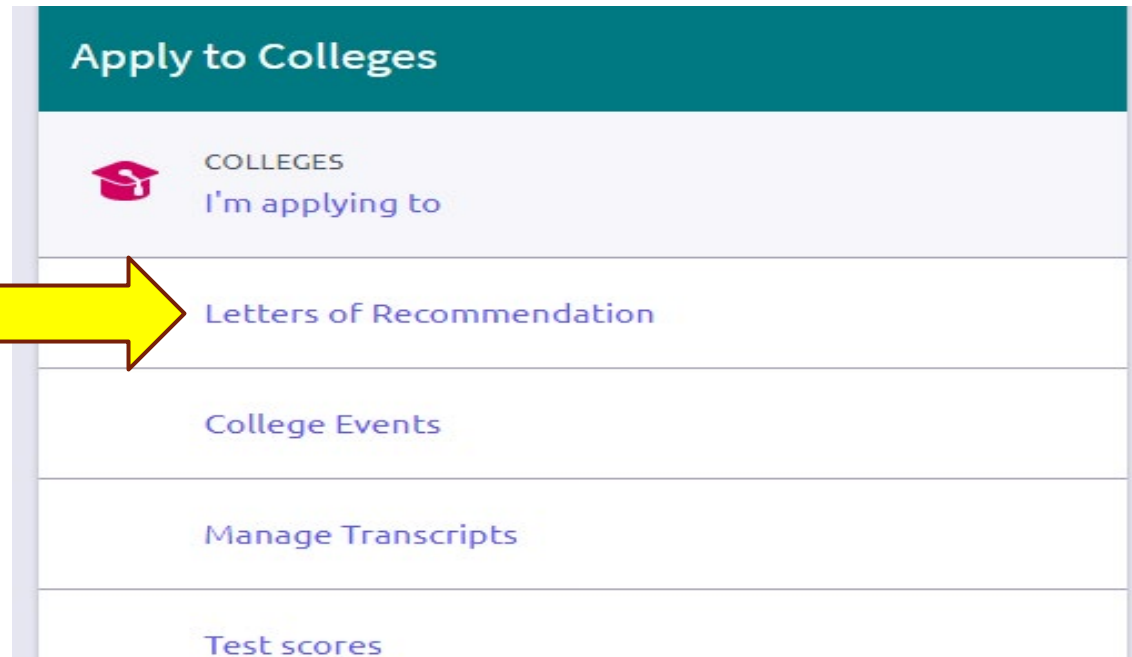 Apply to Colleges
COLLEGES
I'm applying to
Letters of Recommendation
College Events
Manage Transcripts
Test scores